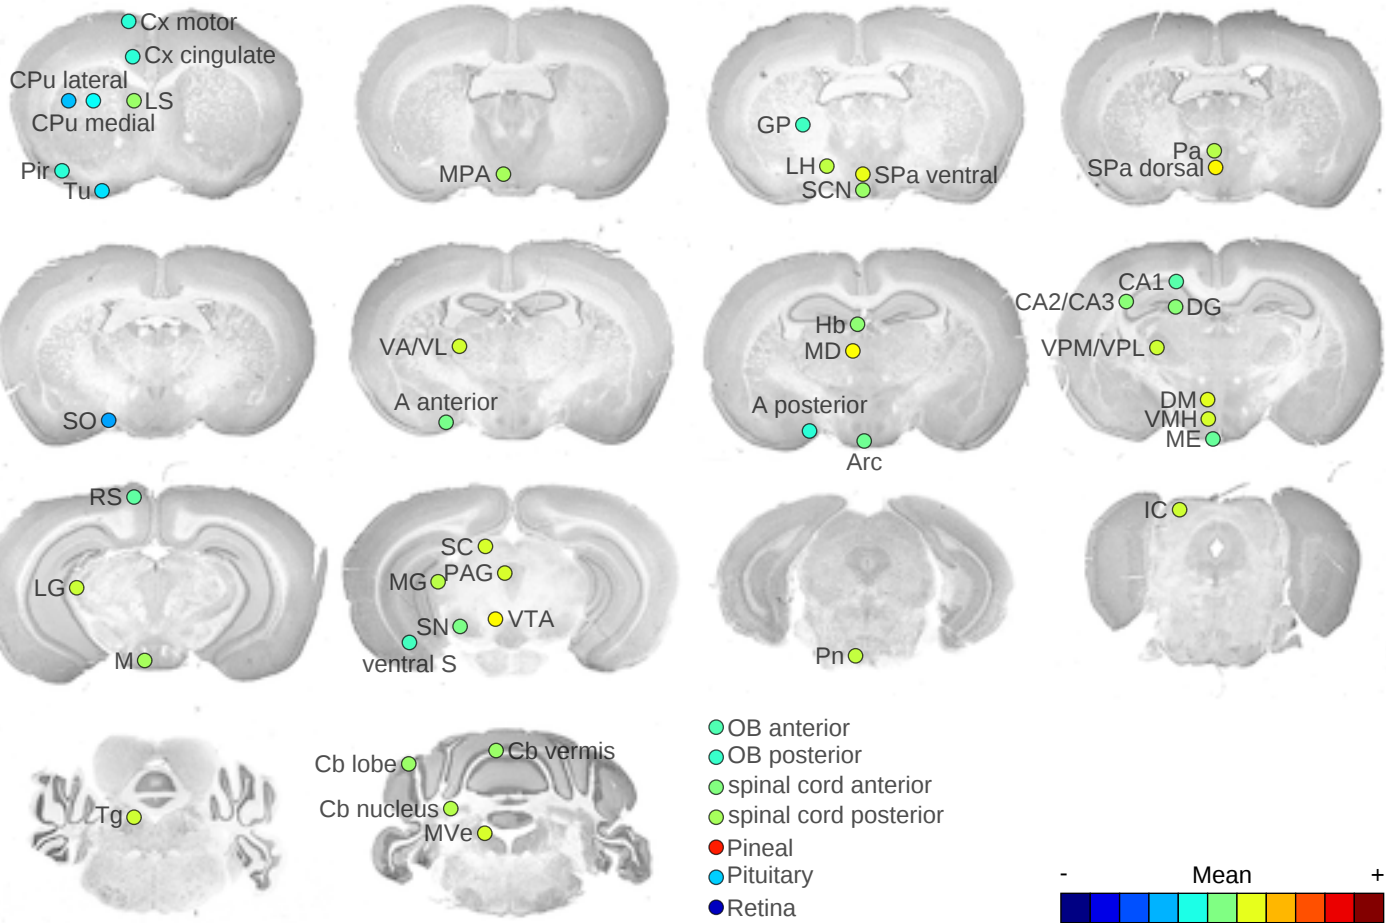 Cx motor
Cx cingulate
CPu lateral
LS
CPu medial
Pir
Tu
MPA
GP
LH
SPa ventral
SCN
Pa
SPa dorsal
SO
VA/VL
A anterior
Hb
MD
A posterior
Arc
CA1
CA2/CA3
DG
VPM/VPL
DM
VMH
ME
RS
LG
M
SC
MG
PAG
SN
VTA
ventral S
Pn
IC
Tg
Cb lobe
Cb vermis
Cb nucleus
MVe
OB anterior
OB posterior
spinal cord anterior
spinal cord posterior
Pineal
Pituitary
Retina
- Mean +